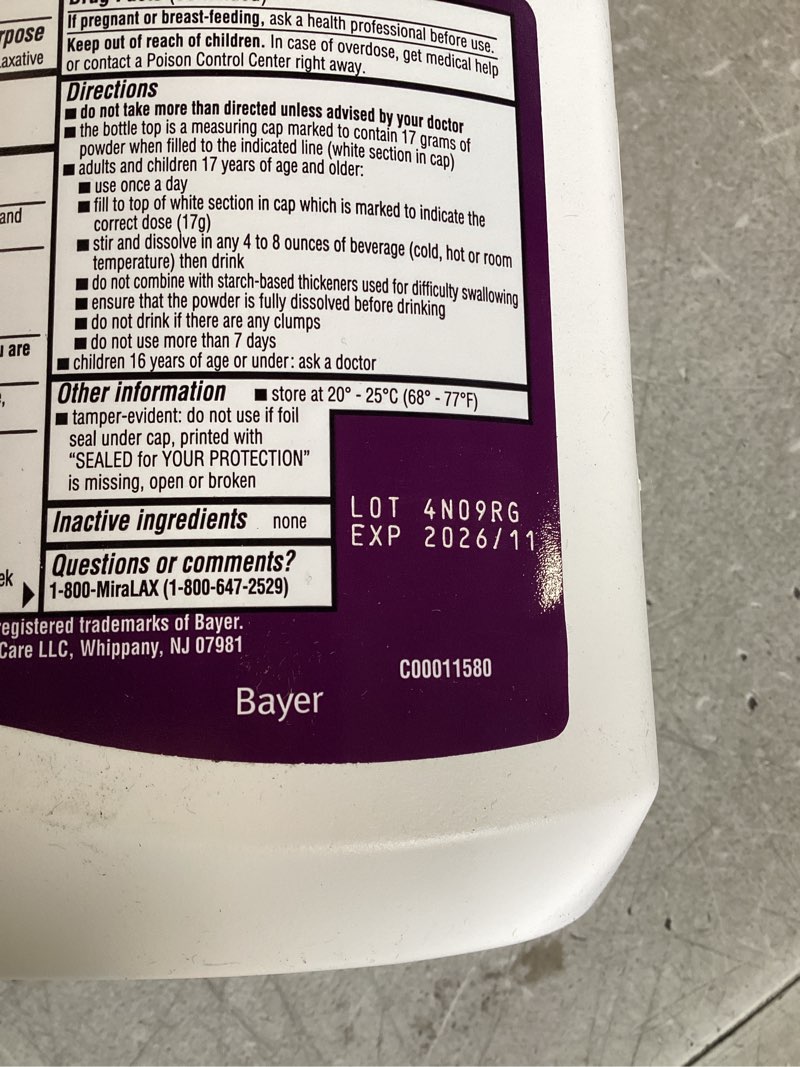 rpose
axative
and
u are
ek
If pregnant or breast-feeding, ask a health professional before use.
Keep out of reach of children. In case of overdose, get medical help
or contact a Poison Control Center right away.
Directions
■ do not take more than directed unless advised by your doctor
■ the bottle top is a measuring cap marked to contain 17 grams of
powder when filled to the indicated line (white section in cap)
■ adults and children 17 years of age and older:
■ use once a day
■ fill to top of white section in cap which is marked to indicate the
correct dose (17g)
■ stir and dissolve in any 4 to 8 ounces of beverage (cold, hot or room
temperature) then drink
■ do not combine with starch-based thickeners used for difficulty swallowing
■ ensure that the powder is fully dissolved before drinking
■ do not drink if there are any clumps
■ do not use more than 7 days
■ children 16 years of age or under: ask a doctor
Other information ■ store at 20° - 25°C (68° - 77°F)
■ tamper-evident: do not use if foil
seal under cap, printed with
“SEALED for YOUR PROTECTION”
is missing, open or broken
Inactive ingredients none
Questions or comments?
1-800-MiraLAX (1-800-647-2529)
LOT 4N09RG
EXP 2026/11
egistered trademarks of Bayer.
Care LLC, Whippany, NJ 07981
C00011580
Bayer